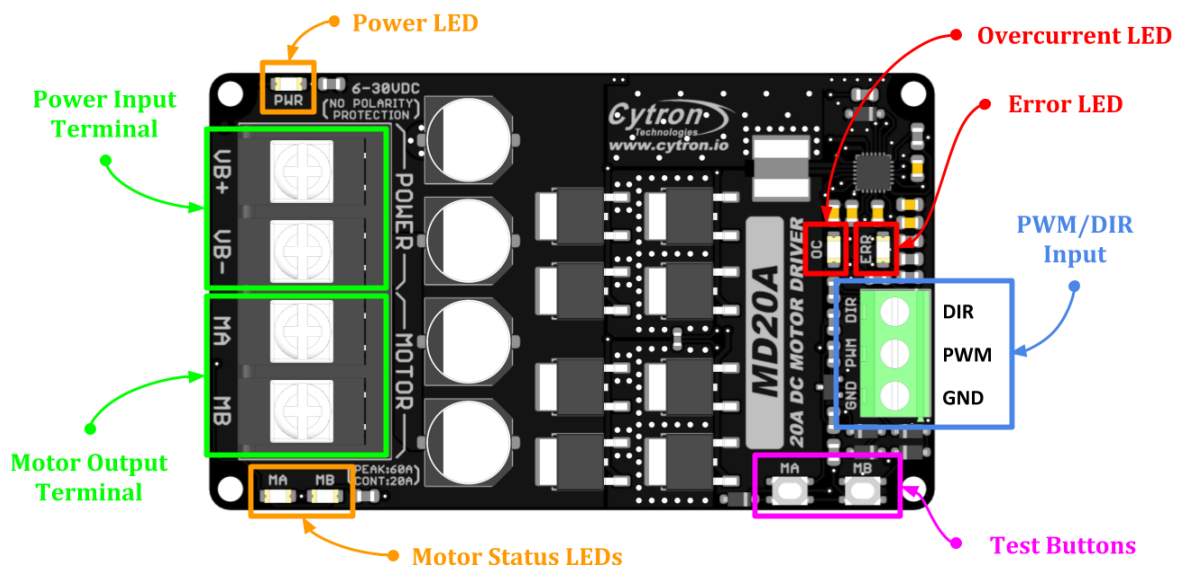 Power LED
Overcurrent LED
Error LED
Power Input
Terminal
PWR
6-30VDC
(NO POLARITY
PROTECTION)
Cytron
Technologies
www.cytron.io
VB+
VB-
POWER
MA
MB
MOTOR
OC
ERR
PWM/DIR
Input
MD20A
20A DC MOTOR DRIVER
DIR
PWM
GND
DIR
PWM
GND
Motor Output
Terminal
MA MB
(PEAK:60A
CONT:20A)
MA MB
Motor Status LEDs
Test Buttons